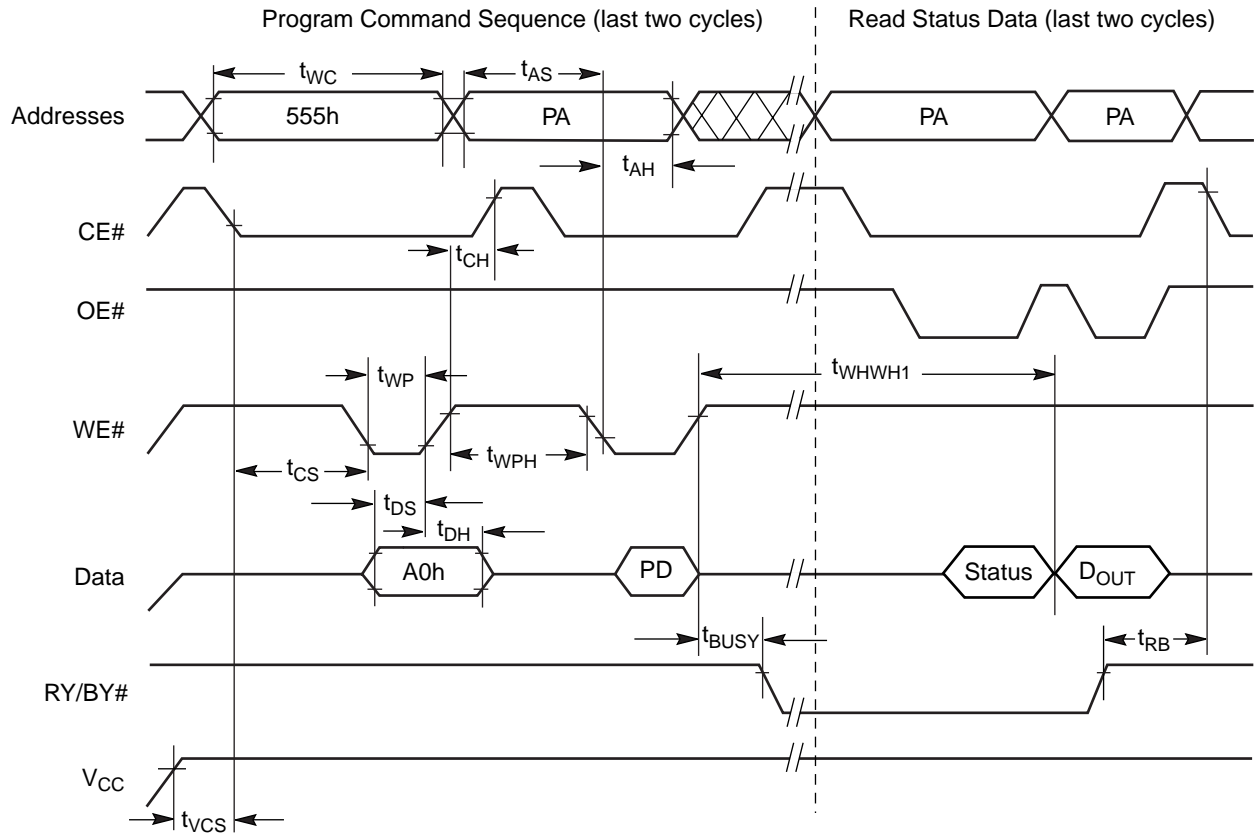 Program Command Sequence (last two cycles)
Read Status Data (last two cycles)
tWC
tAS
Addresses
555h
PA
PA
PA
tAH
CE#
tCH
OE#
tWP
tWHWH1
WE#
tCS
tWPH
tDS
tDH
Data
A0h
PD
Status
DOUT
tBUSY
tRB
RY/BY#
VCC
tVCS